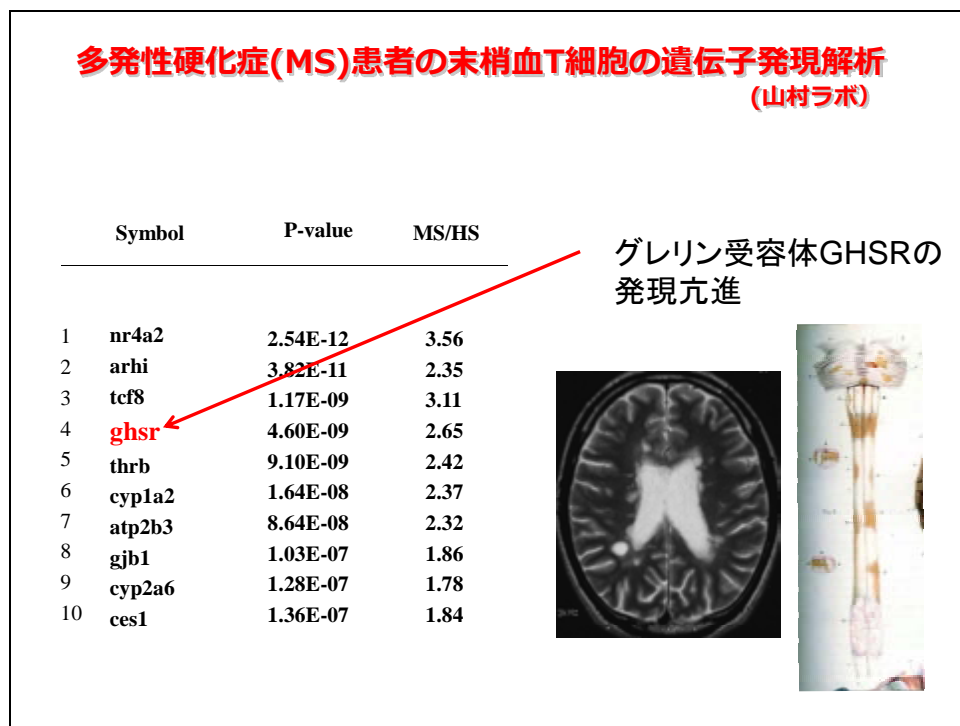 多発性硬化症(MS)患者の末梢血T細胞の遺伝子発現解析
(山村ラボ）
Symbol P-value MS/HS
グレリン受容体GHSRの
発現亢進
1 nr4a2 2.54E-12 3.56
2 arhi 3.82E-11 2.35
3 tcf8 1.17E-09 3.11
4 ghsr 4.60E-09 2.65
5 thrb 9.10E-09 2.42
6 cyp1a2 1.64E-08 2.37
7 atp2b3 8.64E-08 2.32
8 gjb1 1.03E-07 1.86
9 cyp2a6 1.28E-07 1.78
10 ces1 1.36E-07 1.84